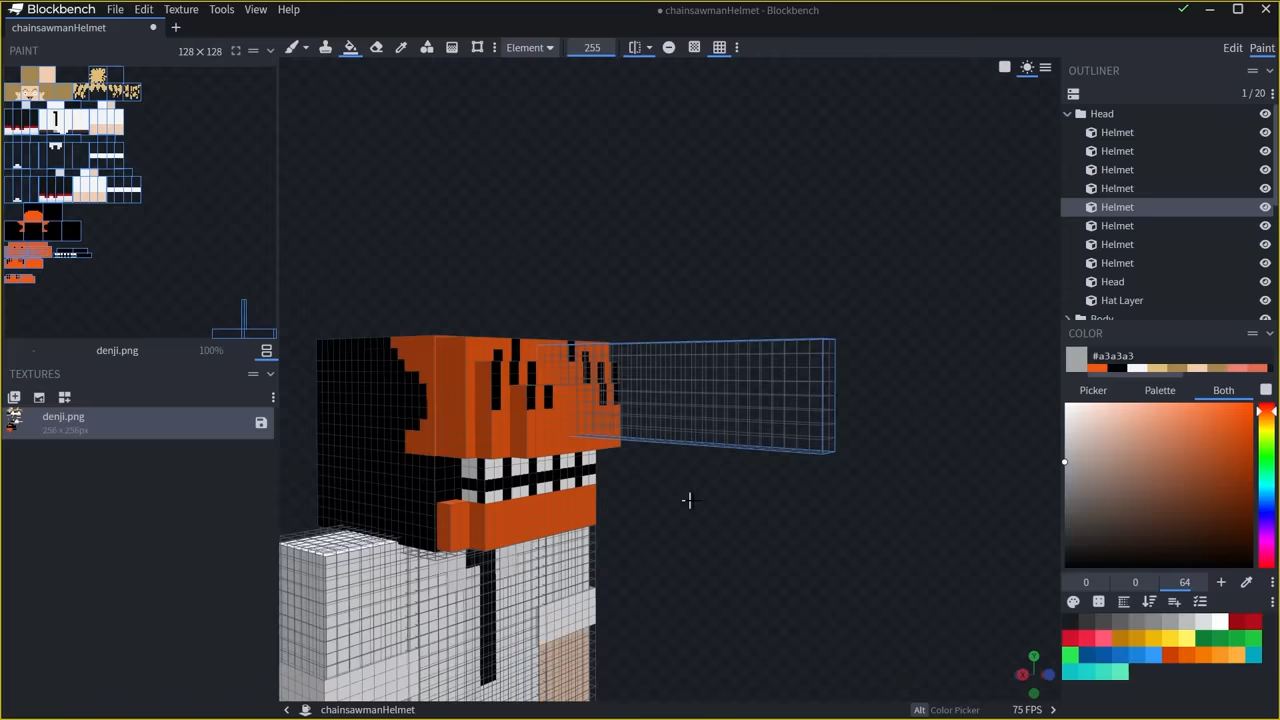 Blockbench File Edit Texture Tools View Help
chainsawmanHelmet - Blockbench
chainsawmanHelmet
PAINT 128 × 128
Element 255
Edit Paint
OUTLINER
1 / 20
Head
Helmet
Helmet
Helmet
Helmet
Helmet
Helmet
Helmet
Helmet
Head
Hat Layer
Body
COLOR
#a3a3a3
Picker Palette Both
1
- denji.png 100%
TEXTURES
denji.png
256 × 256px
0 0 64
Y
X
chainsawmanHelmet
Alt Color Picker 75 FPS